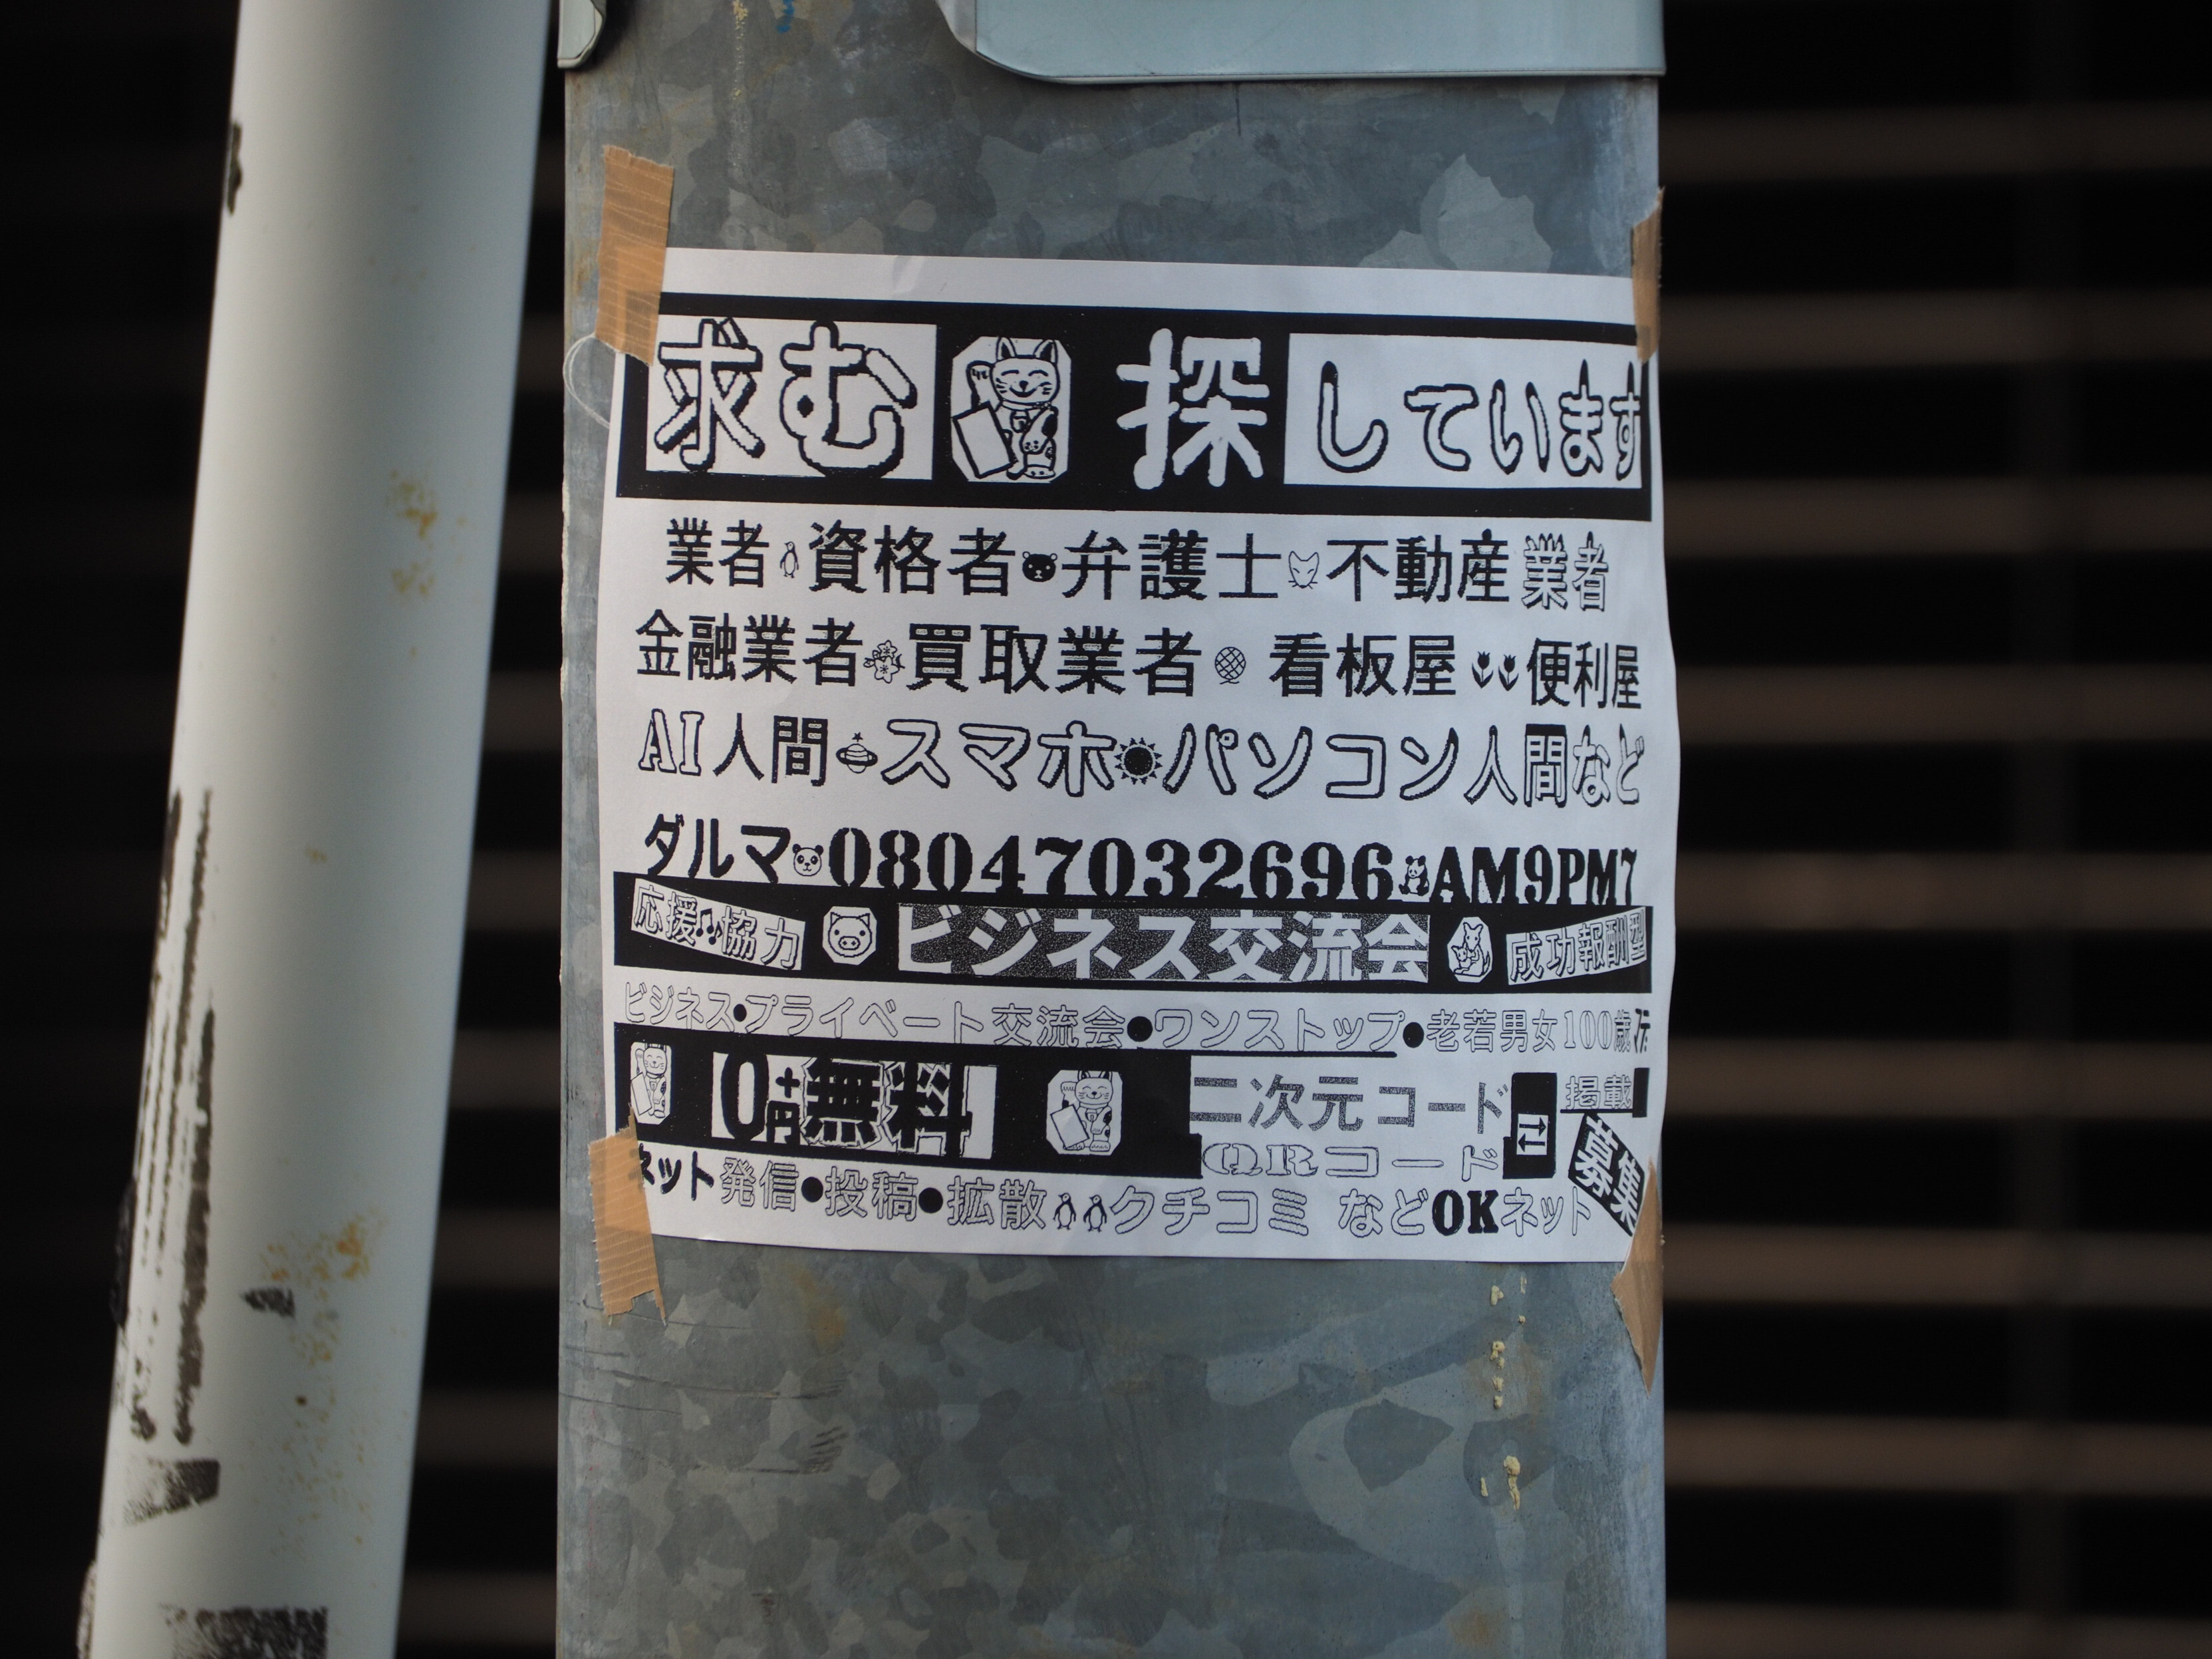 求む 探しています
業者 資格者 弁護士 不動産業者
金融業者 買取業者 看板屋 便利屋
AI人間 スマホ パソコン人間など
ダルマ 08047032696 AM9PM7
応援♪協力 ビジネス交流会 成功報酬型
ビジネス•プライベート交流会•ワンストップ•老若男女100歳
0円無料 二次元コード 掲載
QRコード 募集
ネット発信•投稿•拡散 クチコミ などOKネット